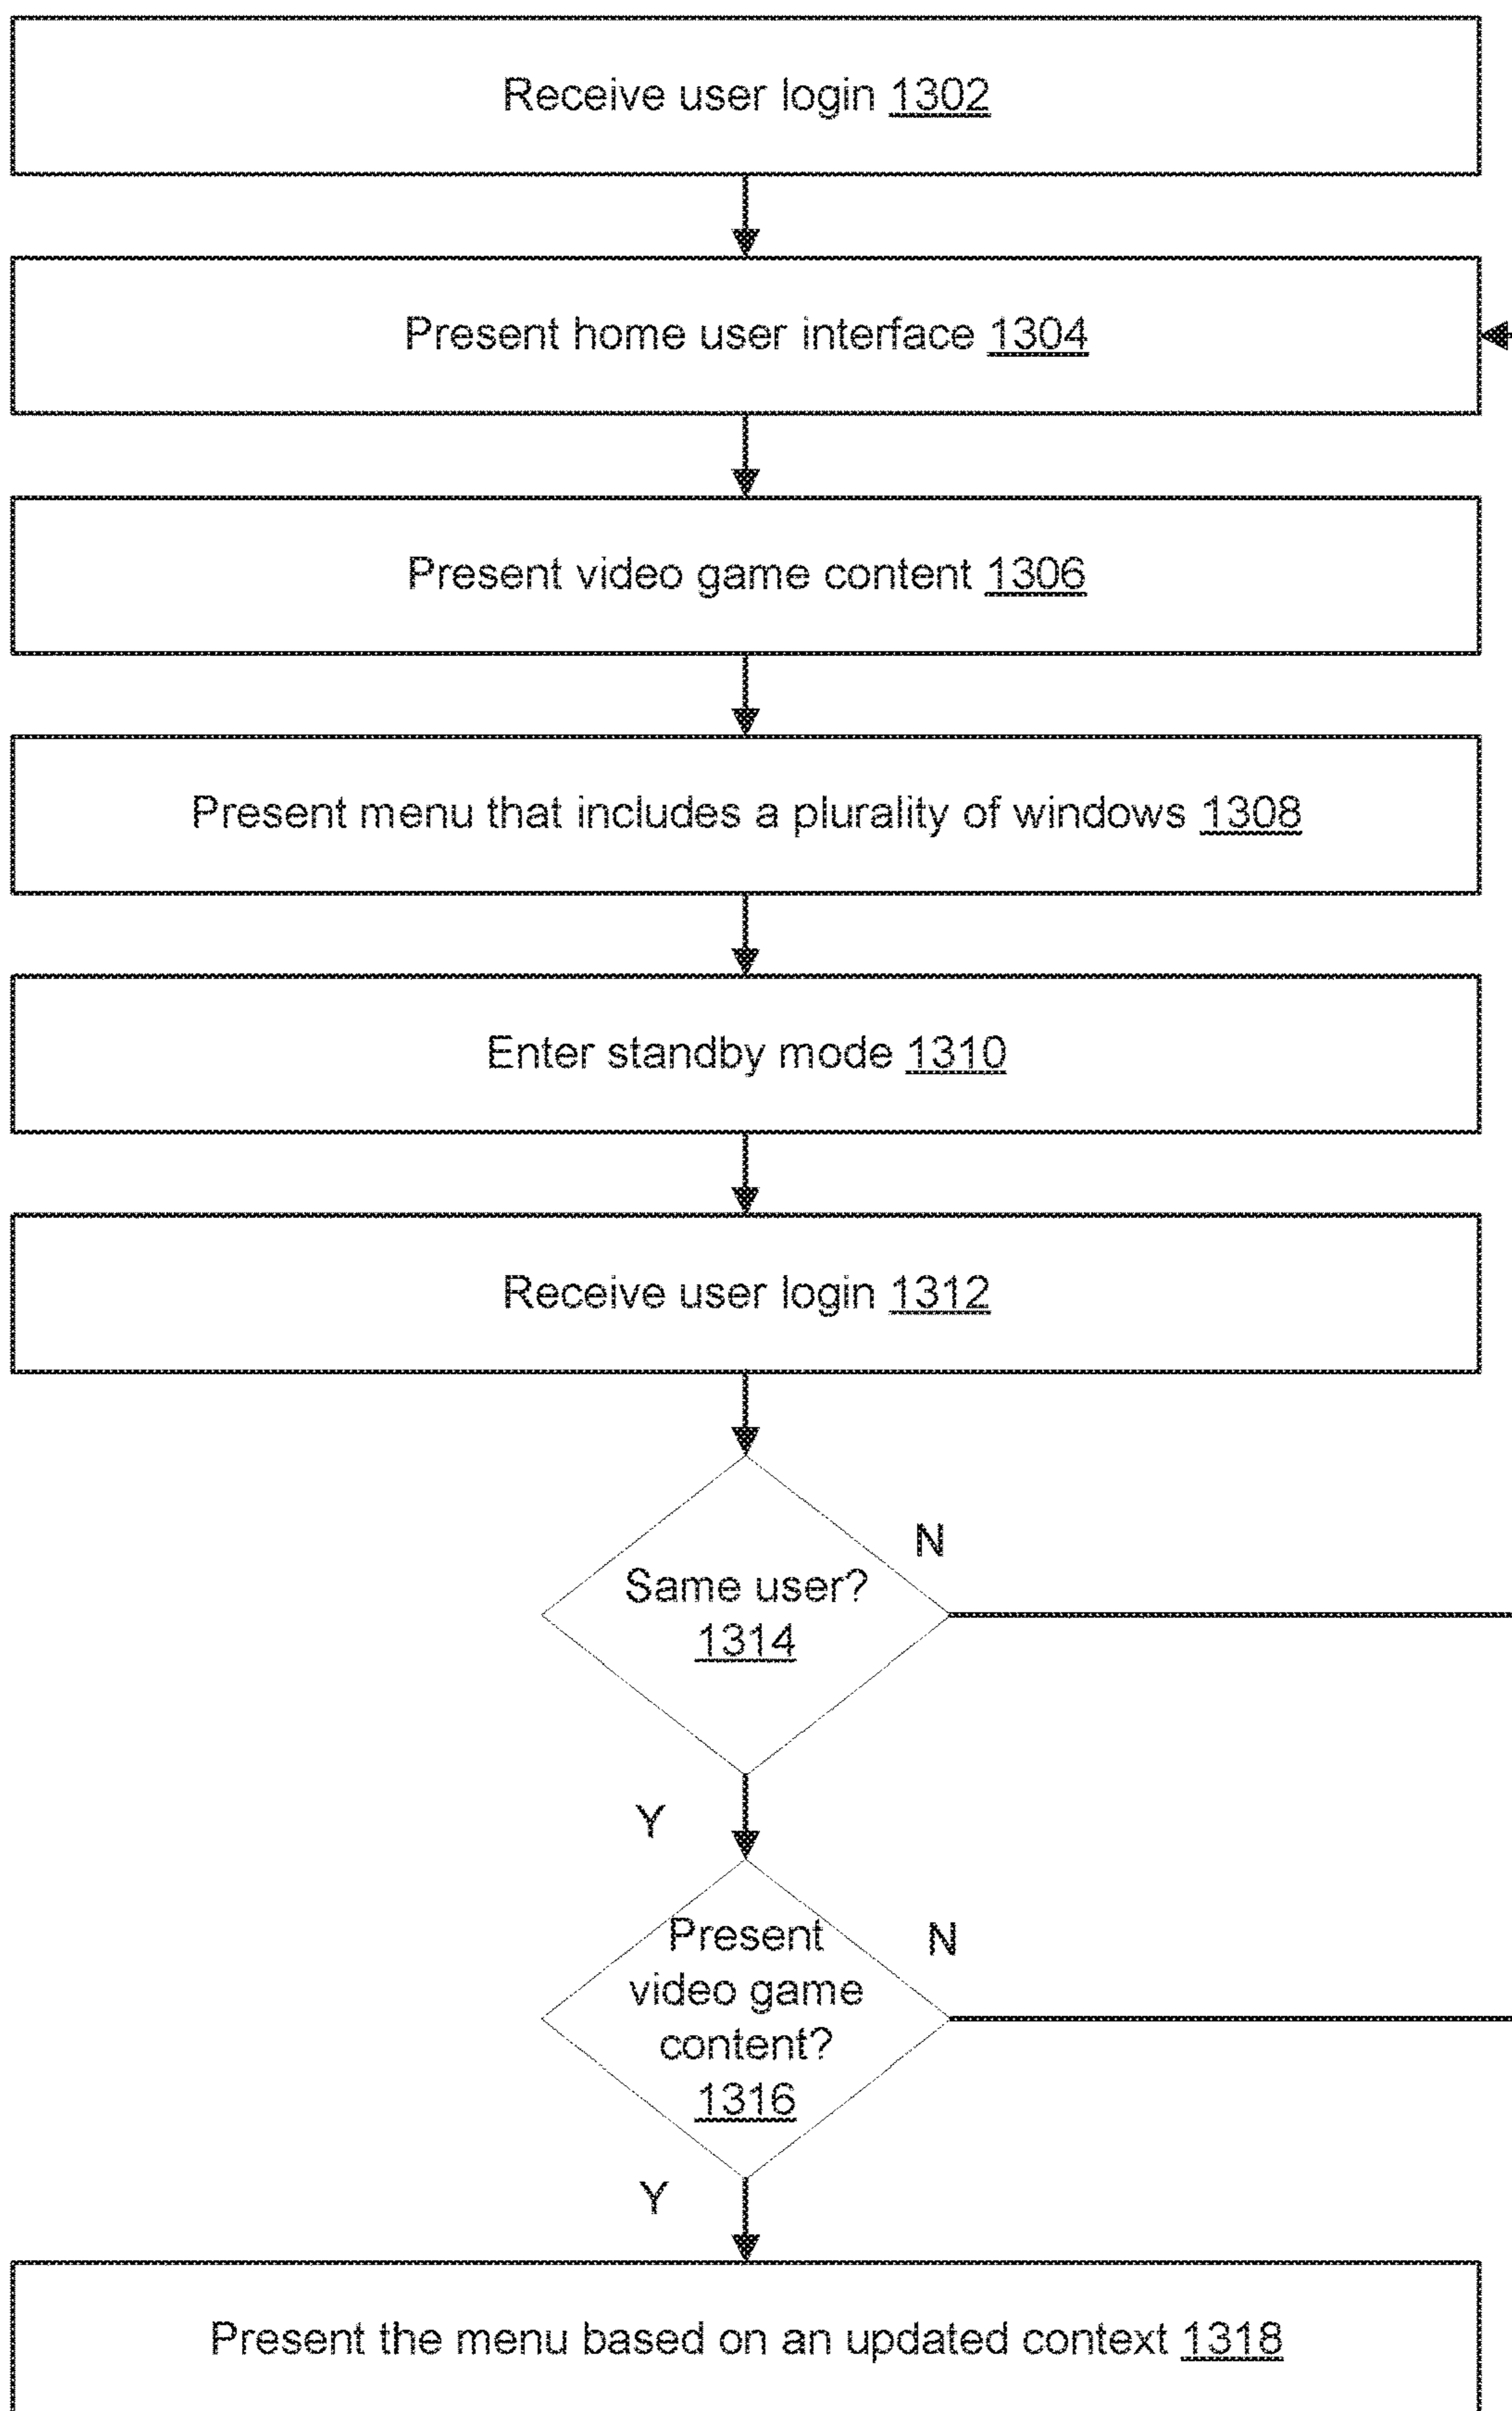 Receive user login 1302
Present home user interface 1304
Present video game content 1306
Present menu that includes a plurality of windows 1308
Enter standby mode 1310
Receive user login 1312
N
Same user?
1314
Y
Present
N
video game
content?
1316
Y
Present the menu based on an updated context 1318